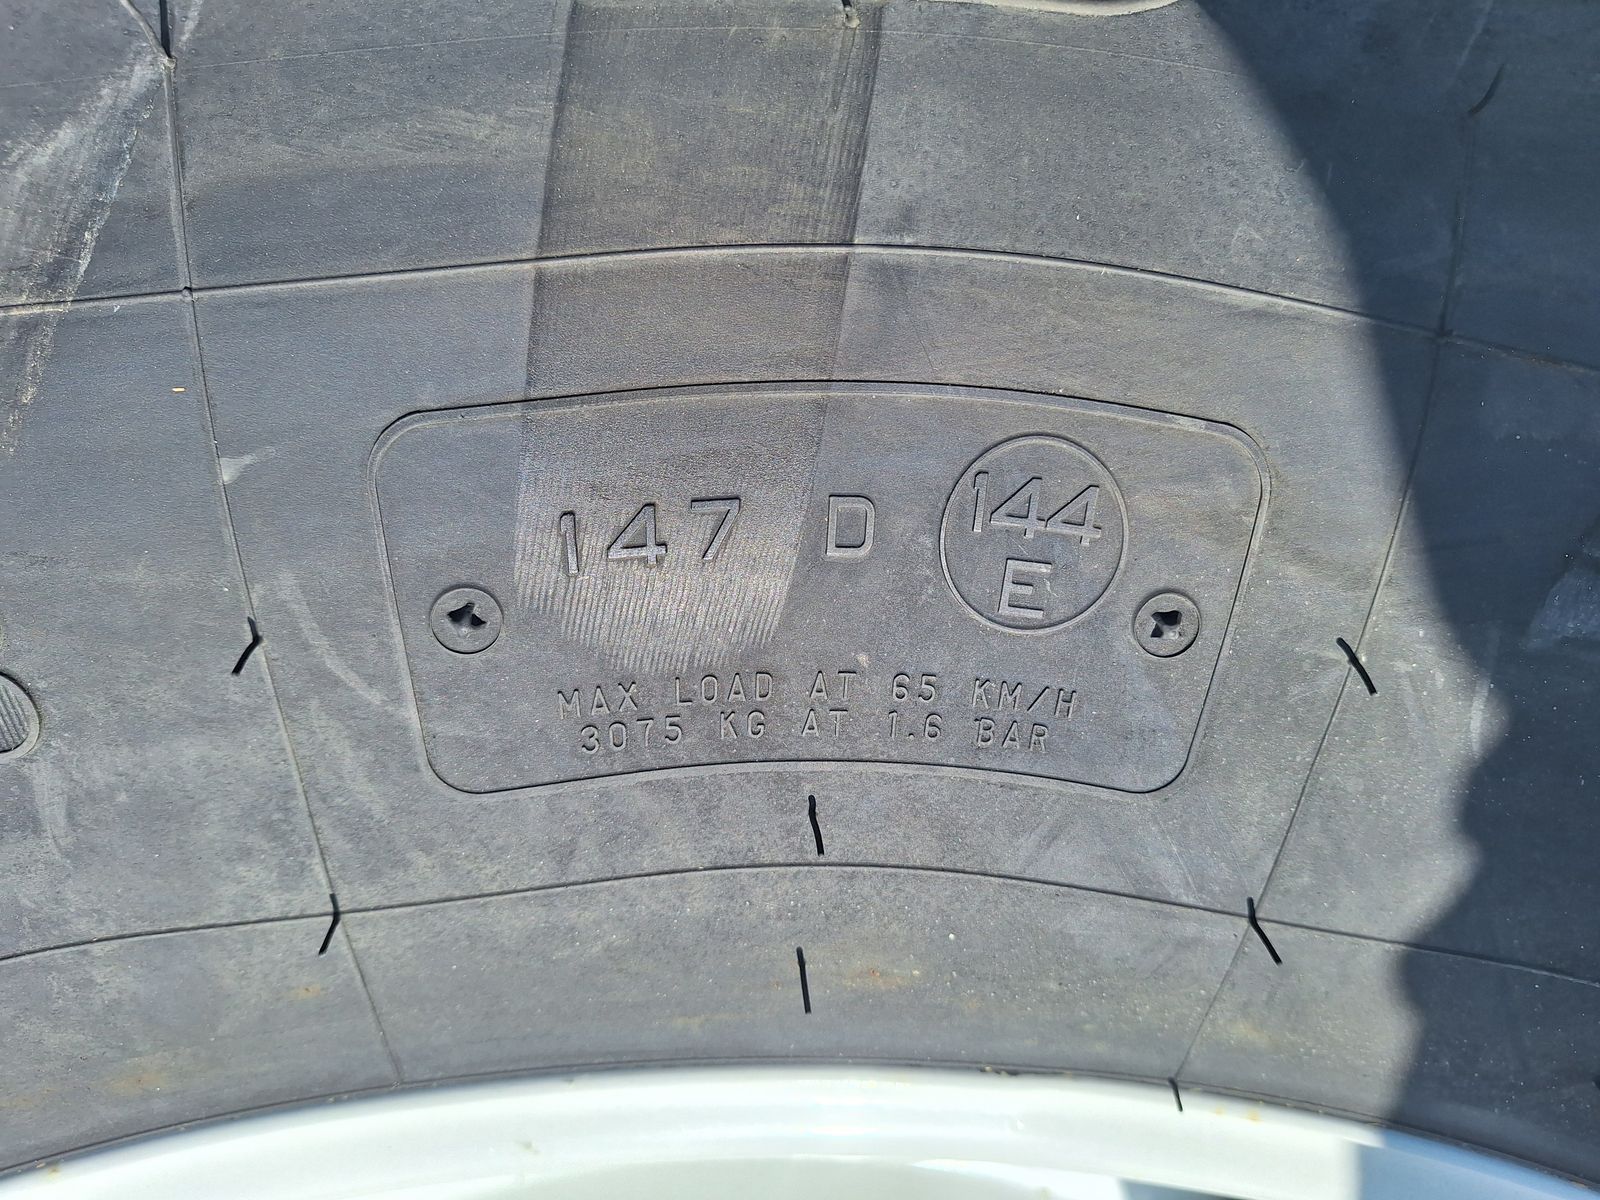 147 D 144
E
MAX LOAD AT 65 KM/H
3075 KG AT 1.6 BAR